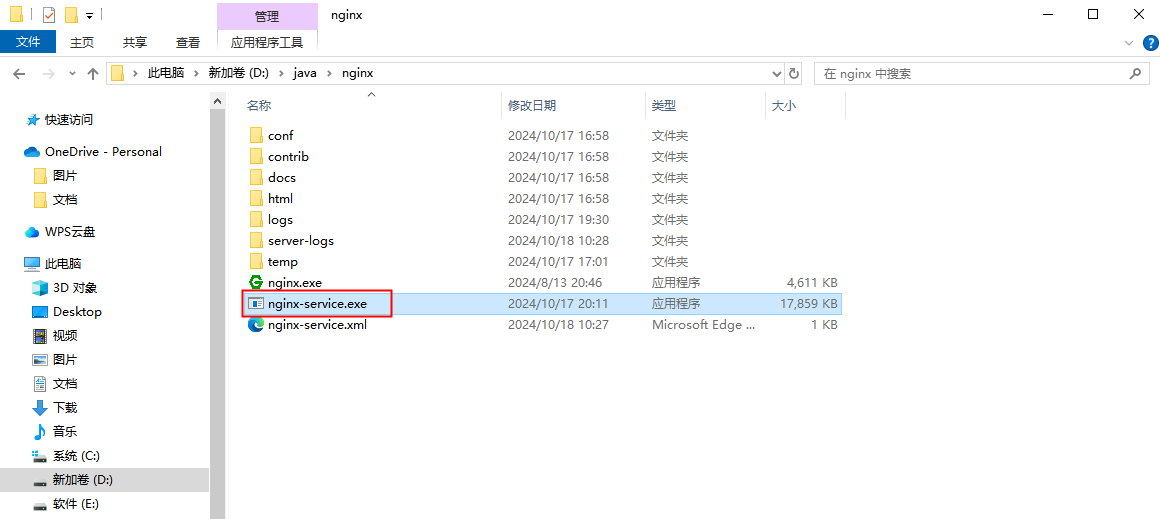 管理
nginx
文件 主页 共享 查看 应用程序工具
此电脑 新加卷 (D:) java nginx
在 nginx 中搜索
名称 修改日期 类型 大小
快速访问
OneDrive - Personal
图片
文档
WPS云盘
此电脑
3D 对象
Desktop
视频
图片
文档
下载
音乐
系统 (C:)
新加卷 (D:)
软件 (E:)
conf 2024/10/17 16:58 文件夹
contrib 2024/10/17 16:58 文件夹
docs 2024/10/17 16:58 文件夹
html 2024/10/17 16:58 文件夹
logs 2024/10/17 19:30 文件夹
server-logs 2024/10/18 10:28 文件夹
temp 2024/10/17 17:01 文件夹
nginx.exe 2024/8/13 20:46 应用程序 4,611 KB
nginx-service.exe 2024/10/17 20:11 应用程序 17,859 KB
nginx-service.xml 2024/10/18 10:27 Microsoft Edge ... 1 KB